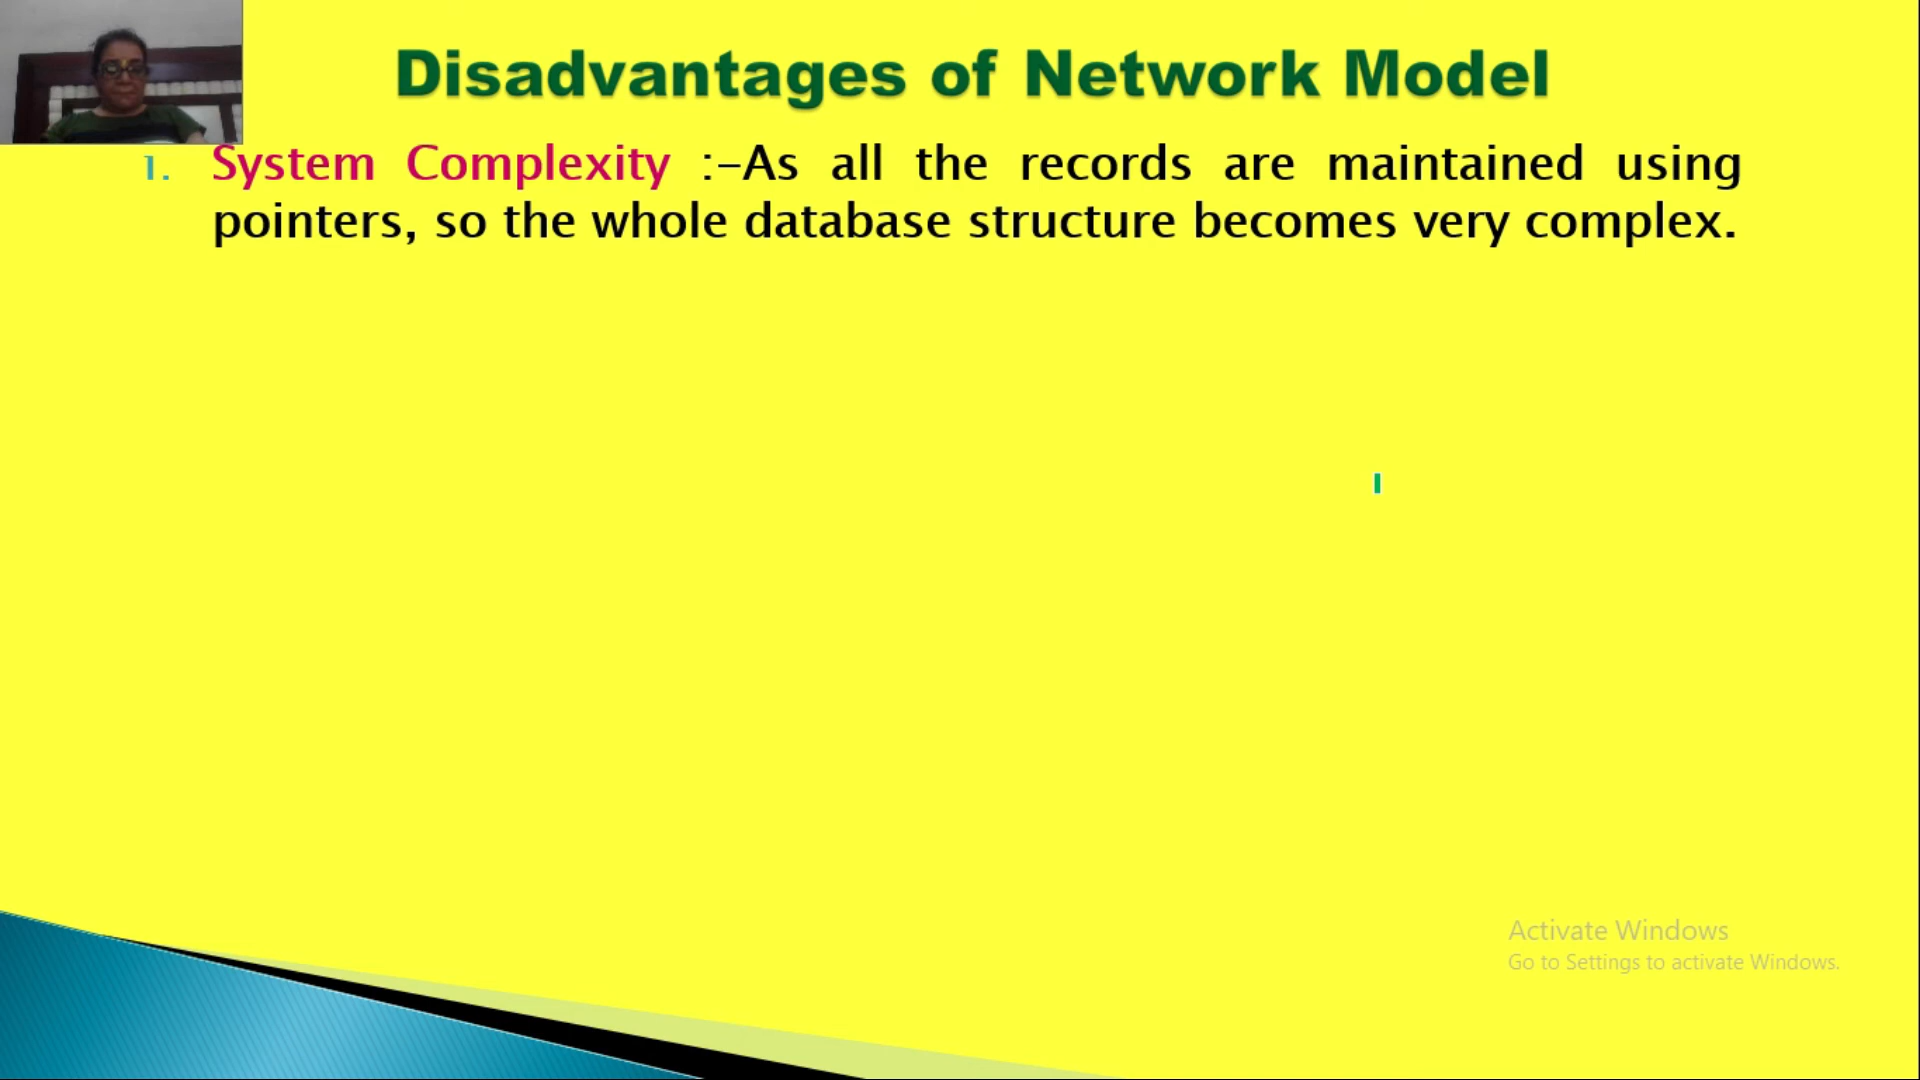 Disadvantages of Network Model
1. System Complexity :-As all the records are maintained using
pointers, so the whole database structure becomes very complex.
Activate Windows
Go to Settings to activate Windows.